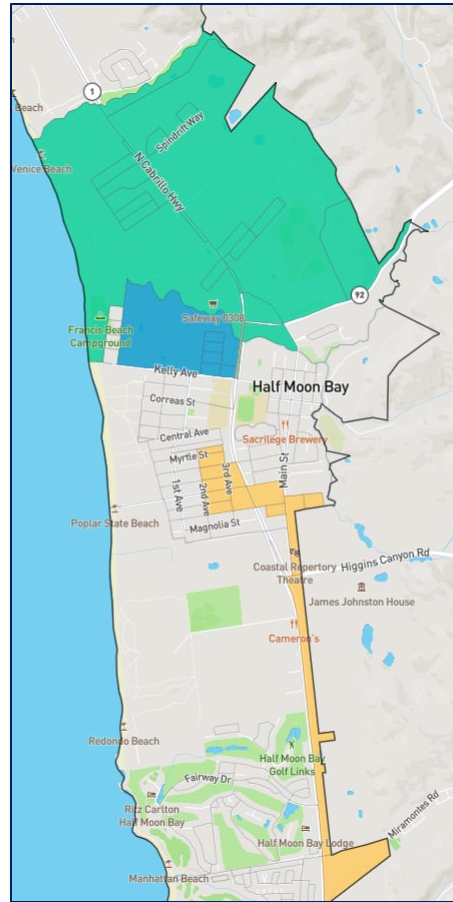 1
Beach
Spindrift Way
Venice Beach
N Cabrillo Hwy
92
Safeway 0308
Francis Beach
Campground
Kelly Ave
Half Moon Bay
Correas St
Central Ave
Sacrilege Brewery
Myrtle St
3rd Ave
Main St
1st Ave
2nd Ave
Poplar State Beach
Magnolia St
Higgins Canyon Rd
Coastal Repertory
Theatre
James Johnston House
Cameron's
Redondo Beach
Half Moon Bay
Golf Links
Fairway Dr
Ritz Carlton
Half Moon Bay
Miramontes Rd
Half Moon Bay Lodge
Manhattan Beach